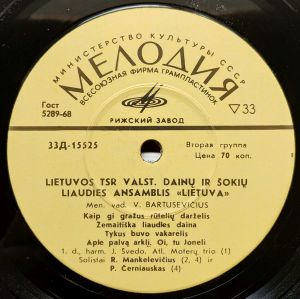 МИНИСТЕРСТВО КУЛЬТУРЫ СССР
МЕЛОДИЯ
ВСЕСОЮЗНАЯ ФИРМА ГРАМПЛАСТИНОК
Гост
5289-68
▽33
РИЖСКИЙ ЗАВОД
33Д-15525
Вторая группа
Цена 70 коп.
LIETUVOS TSR VALST. DAINŲ IR ŠOKIŲ
LIAUDIES ANSAMBLIS «LIETUVA»
Men. vad. V. BARTUSEVIČIUS
Kaip gi gražus rūtelių darželis
Žemaitiška liaudies daina
Tykus buvo vakarėlis
Aple palvą arklį. Oi, tu Joneli
1. d., harm. J. Švedo. Atl. Moterų trio (1)
Solistai R. Mankelevičius (2, 4) ir
P. Černiauskas (4)